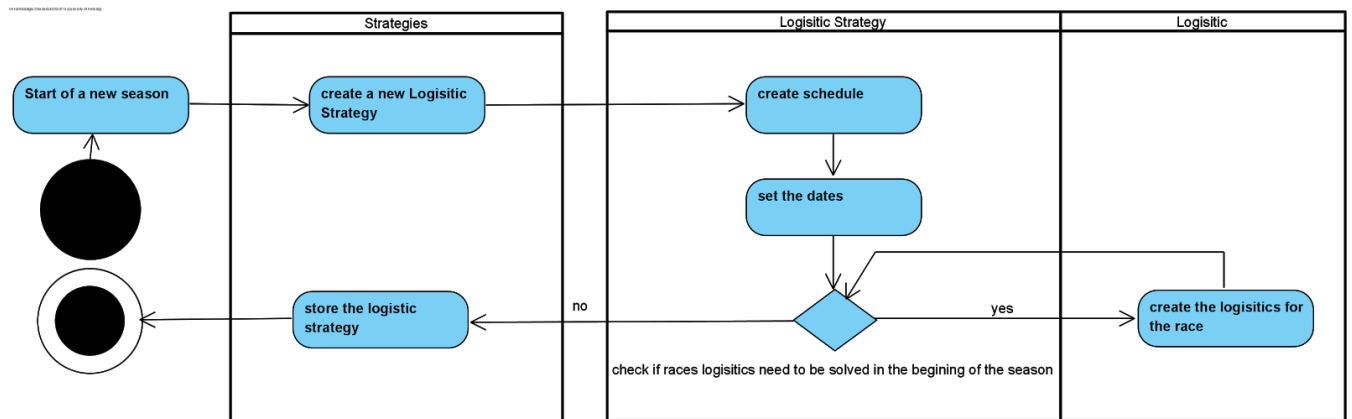 Strategies
Logisitic Strategy
Logisitic
Start of a new season
create a new Logisitic
Strategy
create schedule
set the dates
store the logistic
strategy
no
yes
create the logisitics for
the race
check if races logisitics need to be solved in the begining of the season